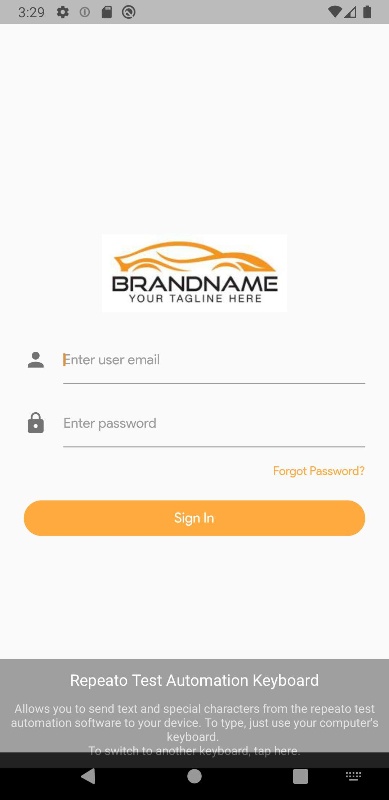 3:29
BRANDNAME
YOUR TAGLINE HERE
Enter user email
Enter password
Forgot Password?
Sign In
Repeato Test Automation Keyboard
Allows you to send text and special characters from the repeato test
automation software to your device. To type, just use your computer's
keyboard.
To switch to another keyboard, tap here.